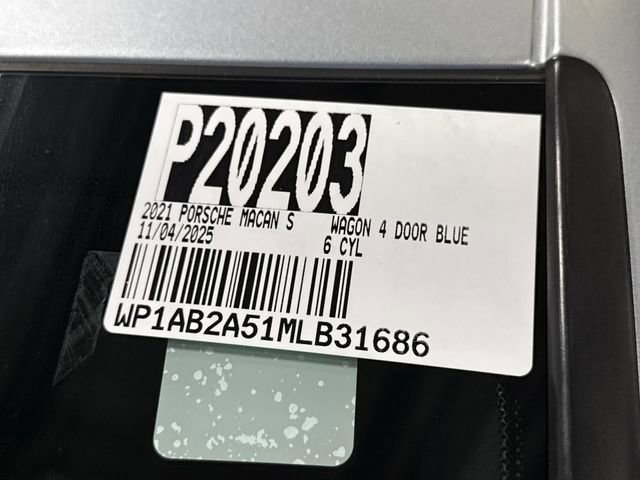 P20203
2021 PORSCHE MACAN S WAGON 4 DOOR BLUE
11/04/2025 6 CYL
WP1AB2A51MLB31686